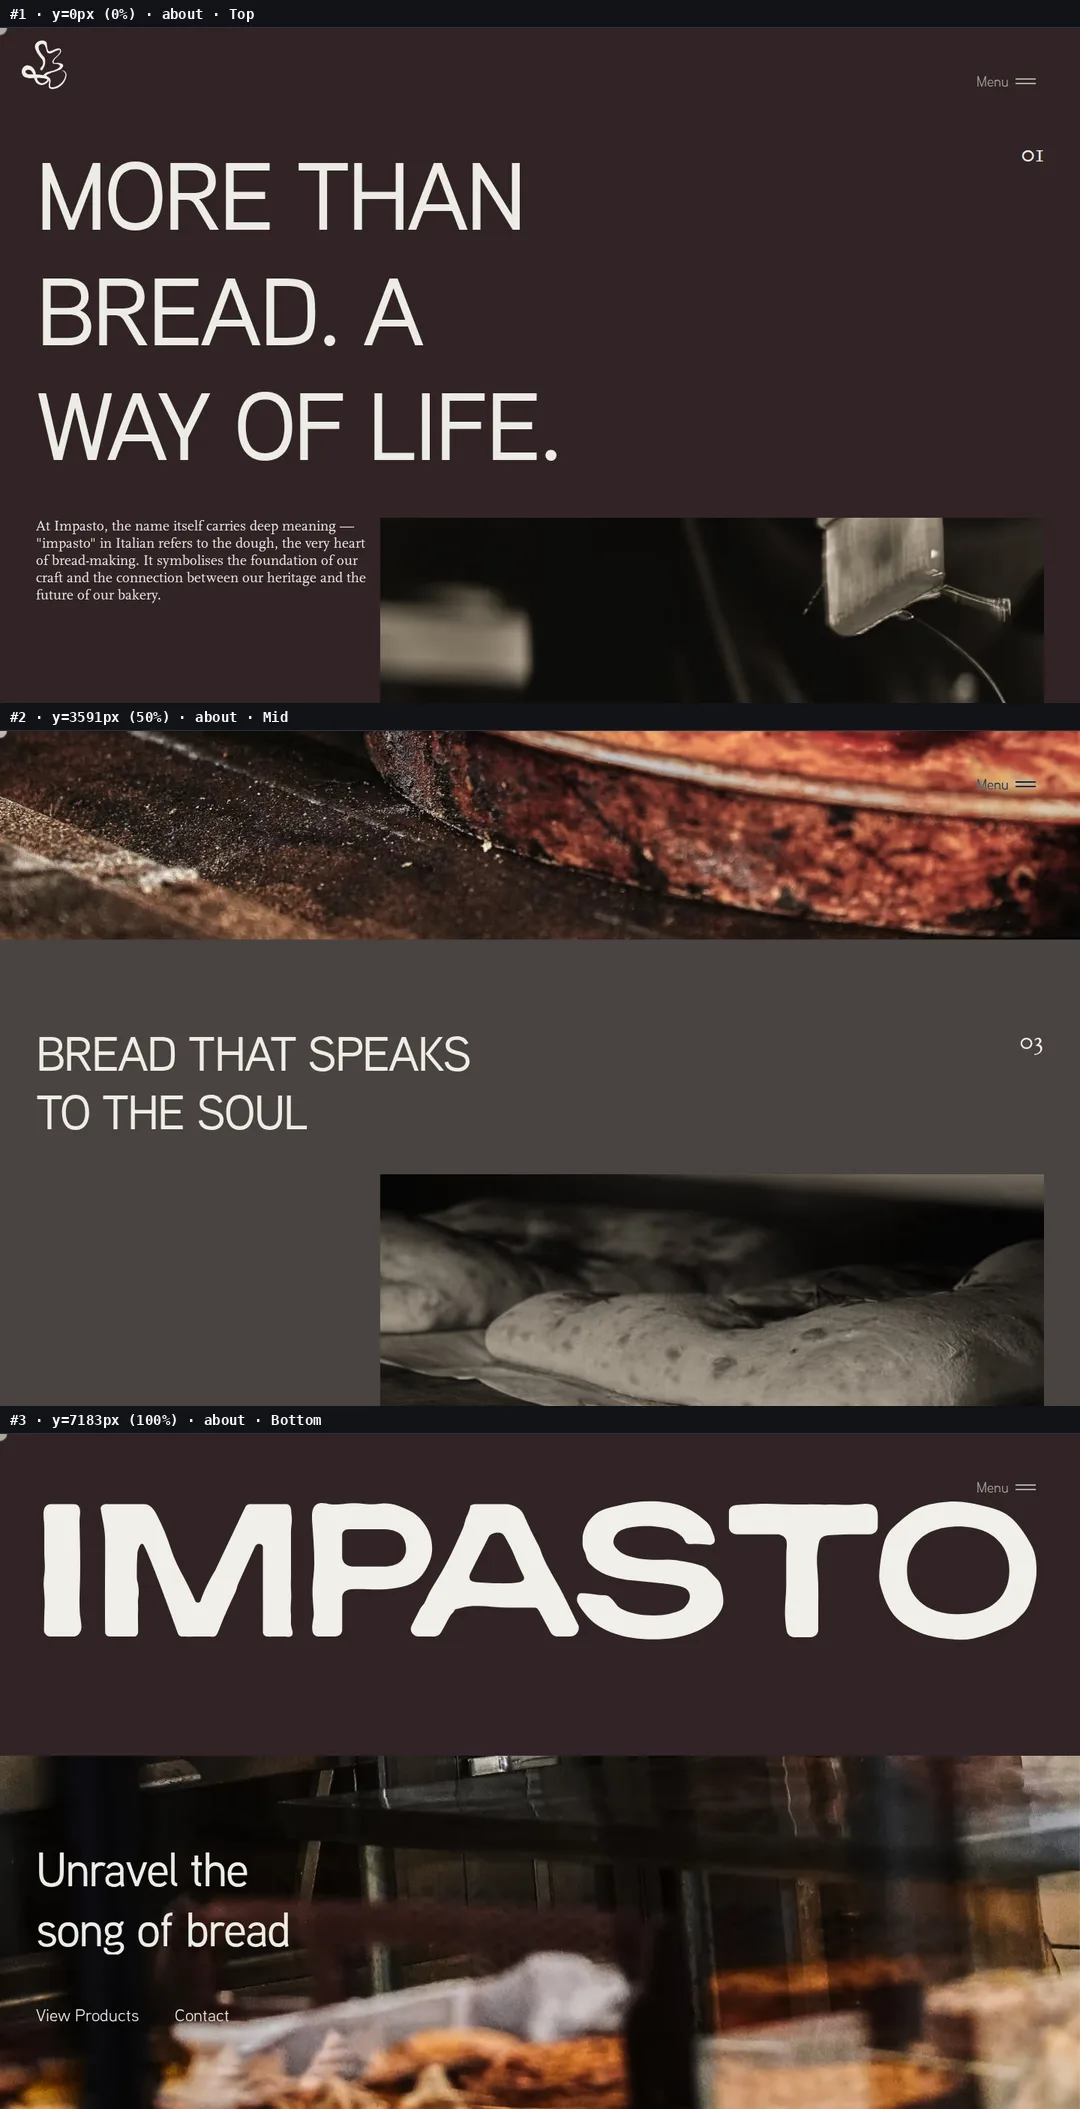 #1 · y=0px (0%) · about · Top
Menu
01
MORE THAN
BREAD. A
WAY OF LIFE.
At Impasto, the name itself carries deep meaning —
"impasto" in Italian refers to the dough, the very heart
of bread-making. It symbolises the foundation of our
craft and the connection between our heritage and the
future of our bakery.
#2 · y=3591px (50%) · about · Mid
Menu
BREAD THAT SPEAKS
TO THE SOUL
03
#3 · y=7183px (100%) · about · Bottom
Menu
IMPASTO
Unravel the
song of bread
View Products Contact